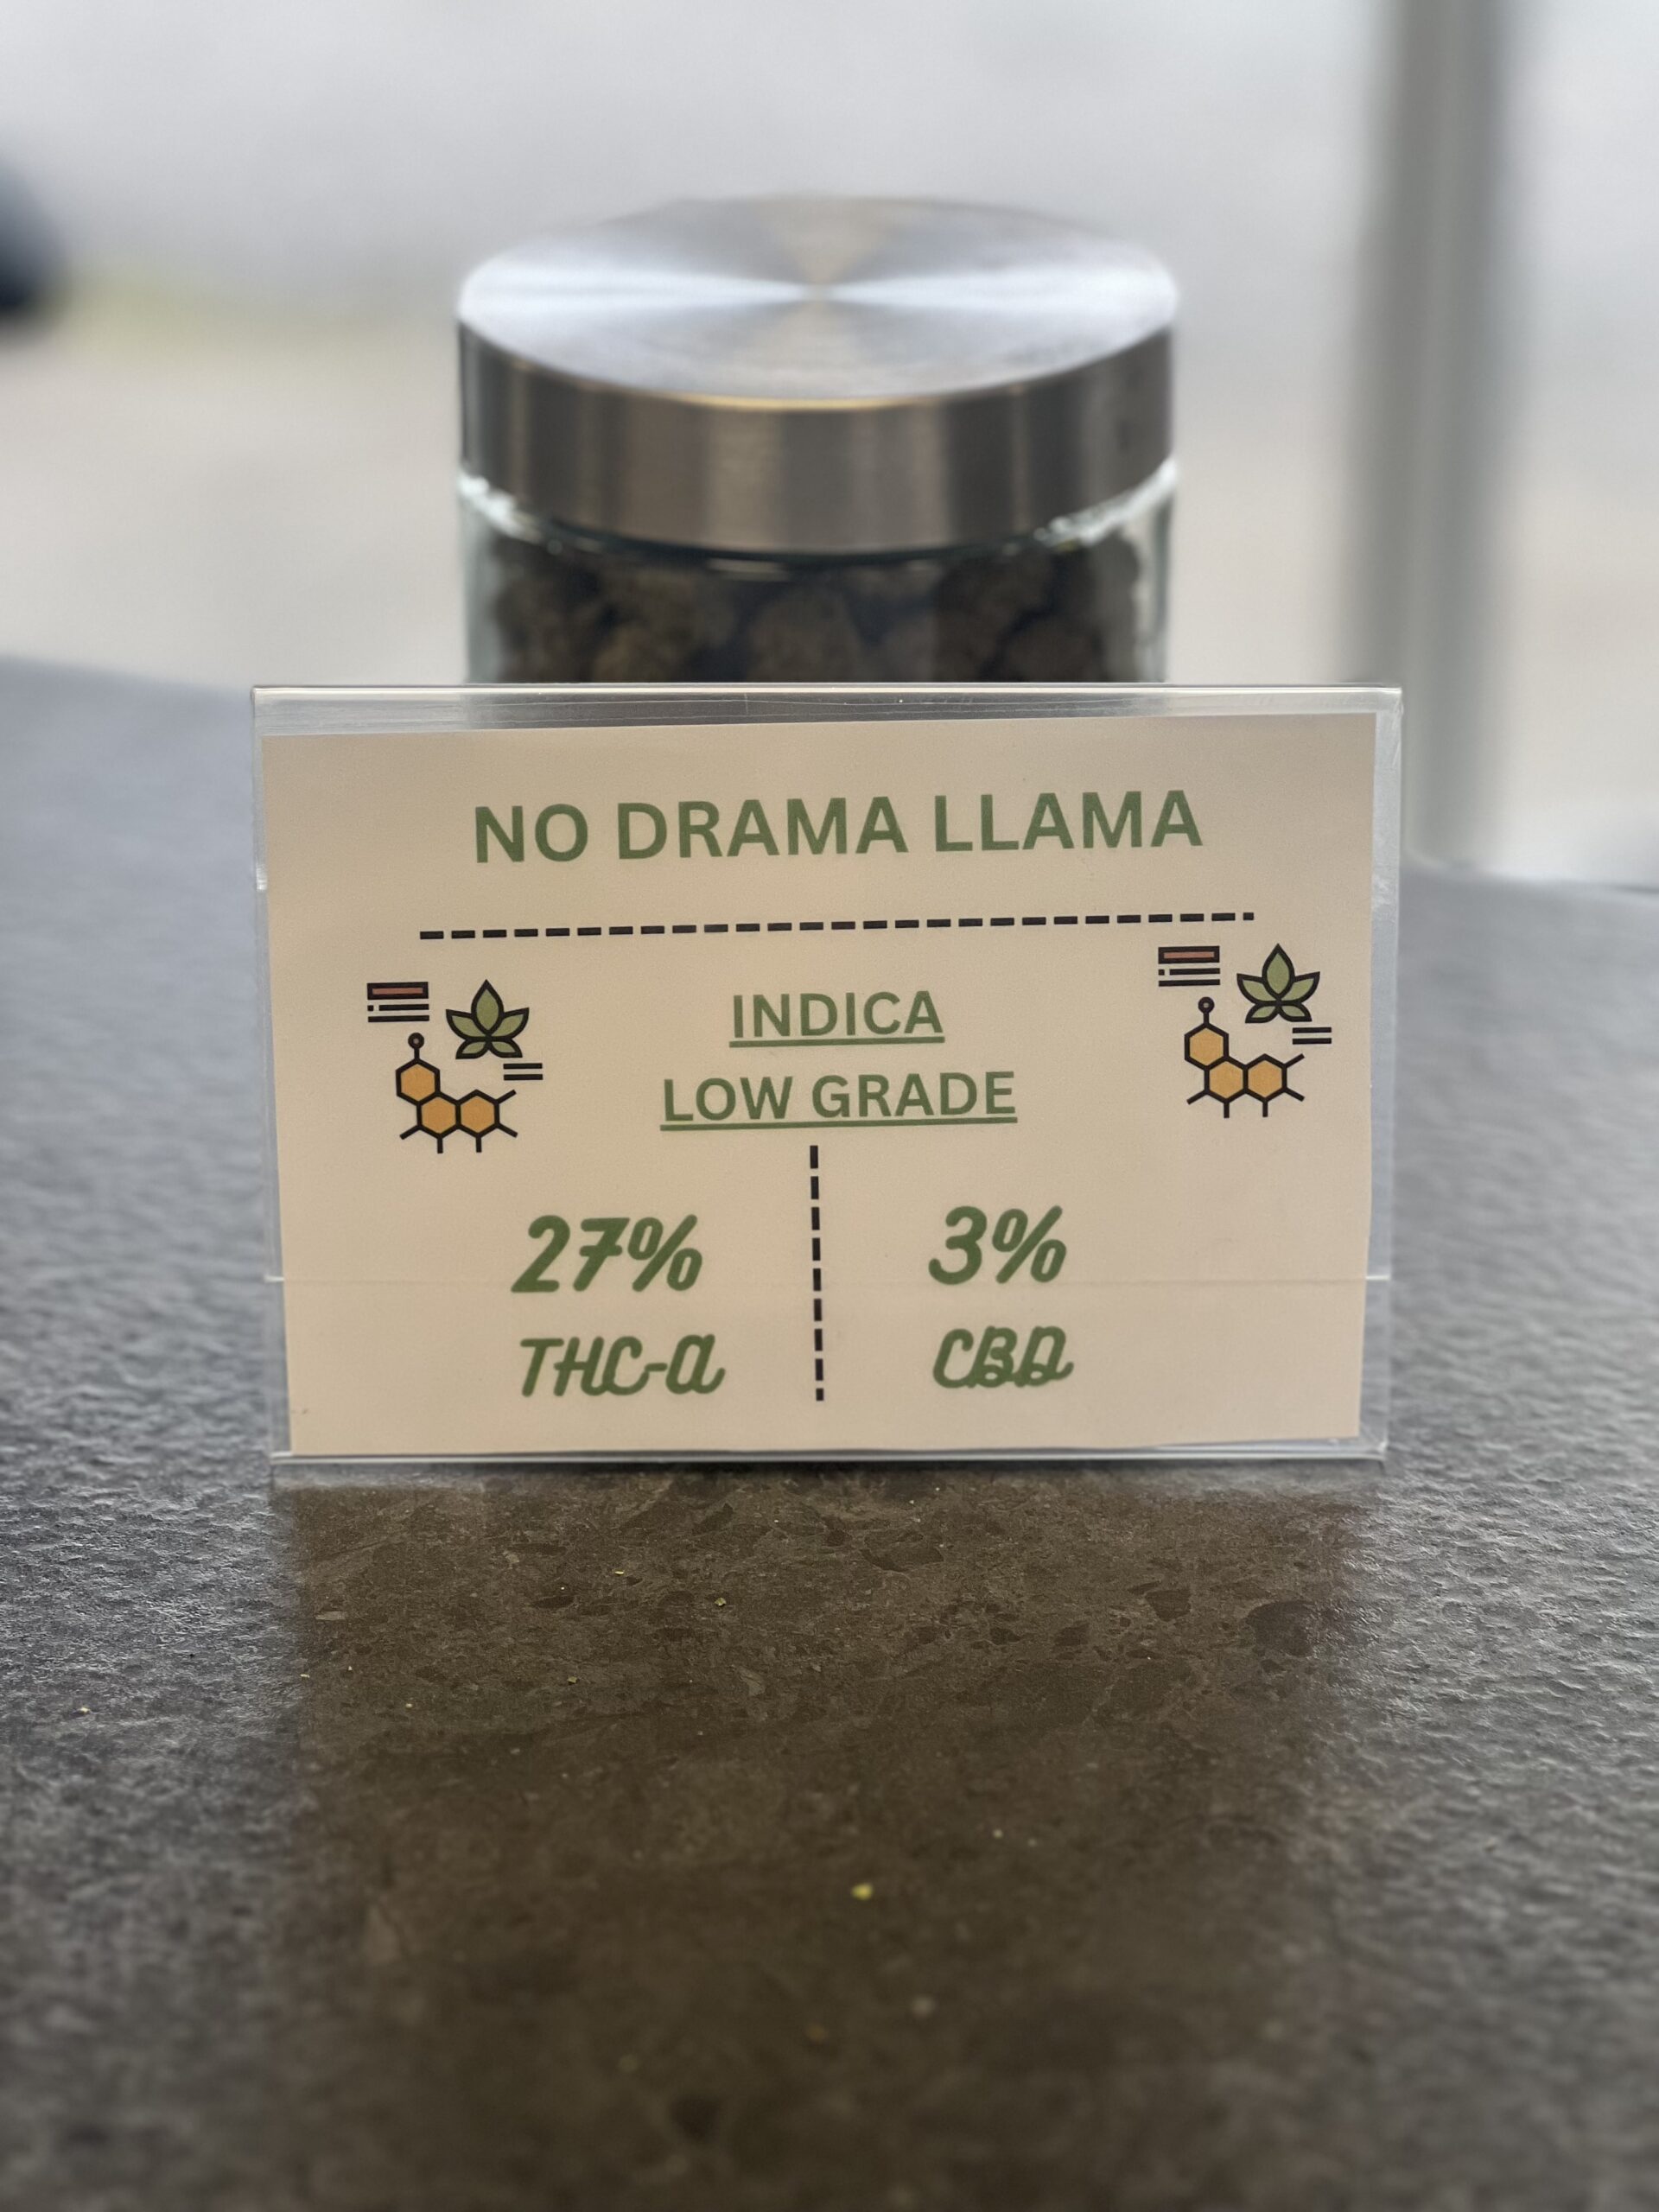 NO DRAMA LLAMA
INDICA
LOW GRADE
27% 3%
THC-A CBD